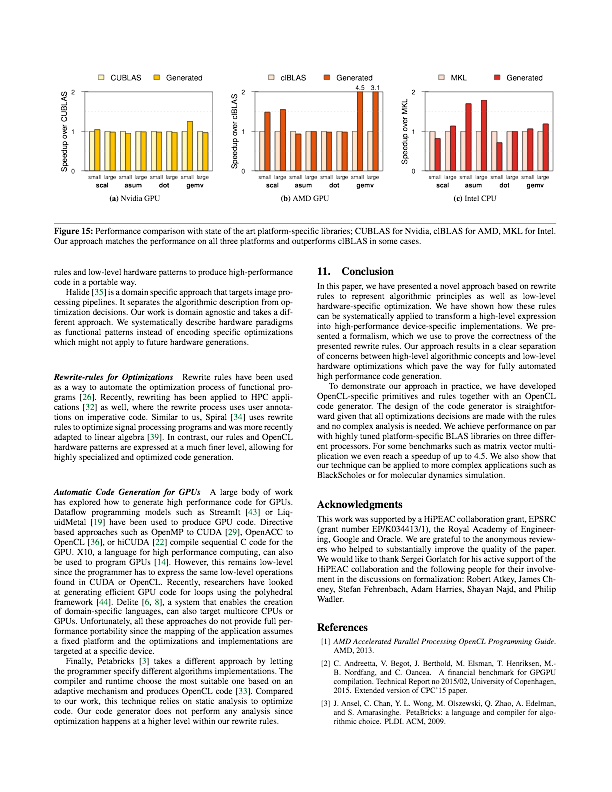 CUBLAS Generated
Speedup over CUBLAS
2
1
0
small large small large small large small large
scal asum dot gemv
(a) Nvidia GPU
clBLAS Generated
4.5 3.1
Speedup over clBLAS
2
1
0
small large small large small large small large
scal asum dot gemv
(b) AMD GPU
MKL Generated
Speedup over MKL
2
1
0
small large small large small large small large
scal asum dot gemv
(c) Intel CPU
Figure 15: Performance comparison with state of the art platform-specific libraries; CUBLAS for Nvidia, clBLAS for AMD, MKL for Intel.
Our approach matches the performance on all three platforms and outperforms clBLAS in some cases.
rules and low-level hardware patterns to produce high-performance
code in a portable way.
Halide [35] is a domain specific approach that targets image pro-
cessing pipelines. It separates the algorithmic description from op-
timization decisions. Our work is domain agnostic and takes a dif-
ferent approach. We systematically describe hardware paradigms
as functional patterns instead of encoding specific optimizations
which might not apply to future hardware generations.
Rewrite-rules for Optimizations Rewrite rules have been used
as a way to automate the optimization process of functional pro-
grams [26]. Recently, rewriting has been applied to HPC appli-
cations [32] as well, where the rewrite process uses user annota-
tions on imperative code. Similar to us, Spiral [34] uses rewrite
rules to optimize signal processing programs and was more recently
adapted to linear algebra [39]. In contrast, our rules and OpenCL
hardware patterns are expressed at a much finer level, allowing for
highly specialized and optimized code generation.
Automatic Code Generation for GPUs A large body of work
has explored how to generate high performance code for GPUs.
Dataflow programming models such as StreamIt [43] or Liq-
uidMetal [19] have been used to produce GPU code. Directive
based approaches such as OpenMP to CUDA [29], OpenACC to
OpenCL [36], or hiCUDA [22] compile sequential C code for the
GPU. X10, a language for high performance computing, can also
be used to program GPUs [14]. However, this remains low-level
since the programmer has to express the same low-level operations
found in CUDA or OpenCL. Recently, researchers have looked
at generating efficient GPU code for loops using the polyhedral
framework [44]. Delite [6, 8], a system that enables the creation
of domain-specific languages, can also target multicore CPUs or
GPUs. Unfortunately, all these approaches do not provide full per-
formance portability since the mapping of the application assumes
a fixed platform and the optimizations and implementations are
targeted at a specific device.
Finally, Petabricks [3] takes a different approach by letting
the programmer specify different algorithms implementations. The
compiler and runtime choose the most suitable one based on an
adaptive mechanism and produces OpenCL code [33]. Compared
to our work, this technique relies on static analysis to optimize
code. Our code generator does not perform any analysis since
optimization happens at a higher level within our rewrite rules.
11. Conclusion
In this paper, we have presented a novel approach based on rewrite
rules to represent algorithmic principles as well as low-level
hardware-specific optimization. We have shown how these rules
can be systematically applied to transform a high-level expression
into high-performance device-specific implementations. We pre-
sented a formalism, which we use to prove the correctness of the
presented rewrite rules. Our approach results in a clear separation
of concerns between high-level algorithmic concepts and low-level
hardware optimizations which pave the way for fully automated
high performance code generation.
To demonstrate our approach in practice, we have developed
OpenCL-specific primitives and rules together with an OpenCL
code generator. The design of the code generator is straightfor-
ward given that all optimizations decisions are made with the rules
and no complex analysis is needed. We achieve performance on par
with highly tuned platform-specific BLAS libraries on three differ-
ent processors. For some benchmarks such as matrix vector multi-
plication we even reach a speedup of up to 4.5. We also show that
our technique can be applied to more complex applications such as
BlackScholes or for molecular dynamics simulation.
Acknowledgments
This work was supported by a HiPEAC collaboration grant, EPSRC
(grant number EP/K034413/1), the Royal Academy of Engineer-
ing, Google and Oracle. We are grateful to the anonymous review-
ers who helped to substantially improve the quality of the paper.
We would like to thank Sergei Gorlatch for his active support of the
HiPEAC collaboration and the following people for their involve-
ment in the discussions on formalization: Robert Atkey, James Che-
ney, Stefan Fehrenbach, Adam Harries, Shayan Najd, and Philip
Wadler.
References
[1] AMD Accelerated Parallel Processing OpenCL Programming Guide.
AMD, 2013.
[2] C. Andreetta, V. Begot, J. Berthold, M. Elsman, T. Henriksen, M.-
B. Nordfang, and C. Oancea. A financial benchmark for GPGPU
compilation. Technical Report no 2015/02, University of Copenhagen,
2015. Extended version of CPC'15 paper.
[3] J. Ansel, C. Chan, Y. L. Wong, M. Olszewski, Q. Zhao, A. Edelman,
and S. Amarasinghe. PetaBricks: a language and compiler for algo-
rithmic choice. PLDI. ACM, 2009.